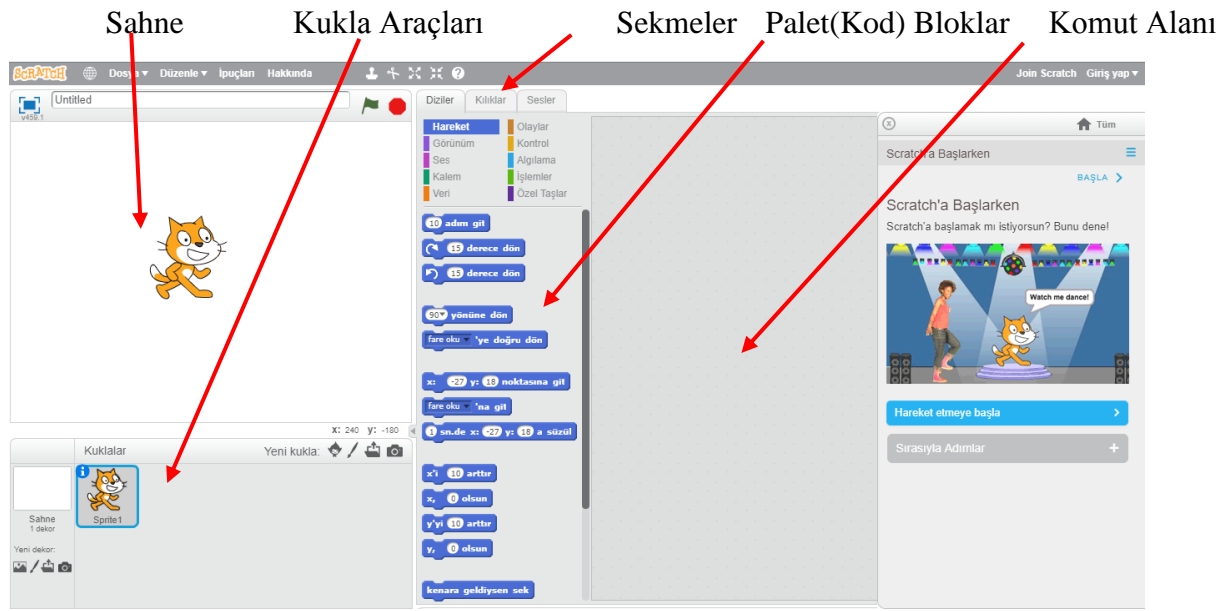 Sahne Kukla Araçları Sekmeler Palet(Kod) Bloklar Komut Alanı
SCRATCH Dosya Düzenle İpuçları Hakkında Join Scratch Giriş yap
Untitled
v459.1
Diziler Kılıklar Sesler
Hareket Olaylar
Görünüm Kontrol
Ses Algılama
Kalem İşlemler
Veri Özel Taşlar
10 adım git
15 derece dön
15 derece dön
90 yönüne dön
fare oku 'ye doğru dön
x: -27 y: 18 noktasına git
fare oku 'na git
1 sn.de x: -27 y: 18 a süzül
x'i 10 arttır
x, 0 olsun
y'yi 10 arttır
y, 0 olsun
kenara geldiysen sek
x: 240 y: -180
Kuklalar Yeni kukla:
Sahne
1 dekor
Sprite1
Yeni dekor:
x Tüm
Scratch'a Başlarken
BAŞLA
Scratch'a Başlarken
Scratch'a başlamak mı istiyorsun? Bunu dene!
Watch me dance!
Hareket etmeye başla
Sırasıyla Adımlar +